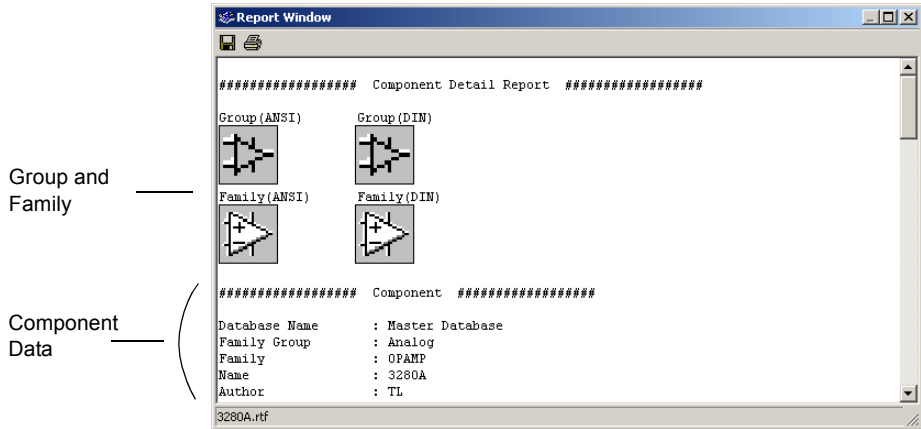 Report Window
################## Component Detail Report ##################
Group(ANSI) Group(DIN)
Group and
Family
Family(ANSI) Family(DIN)
################## Component ##################
Component
Data
Database Name : Master Database
Family Group : Analog
Family : OPAMP
Name : 3280A
Author : TL
3280A.rtf